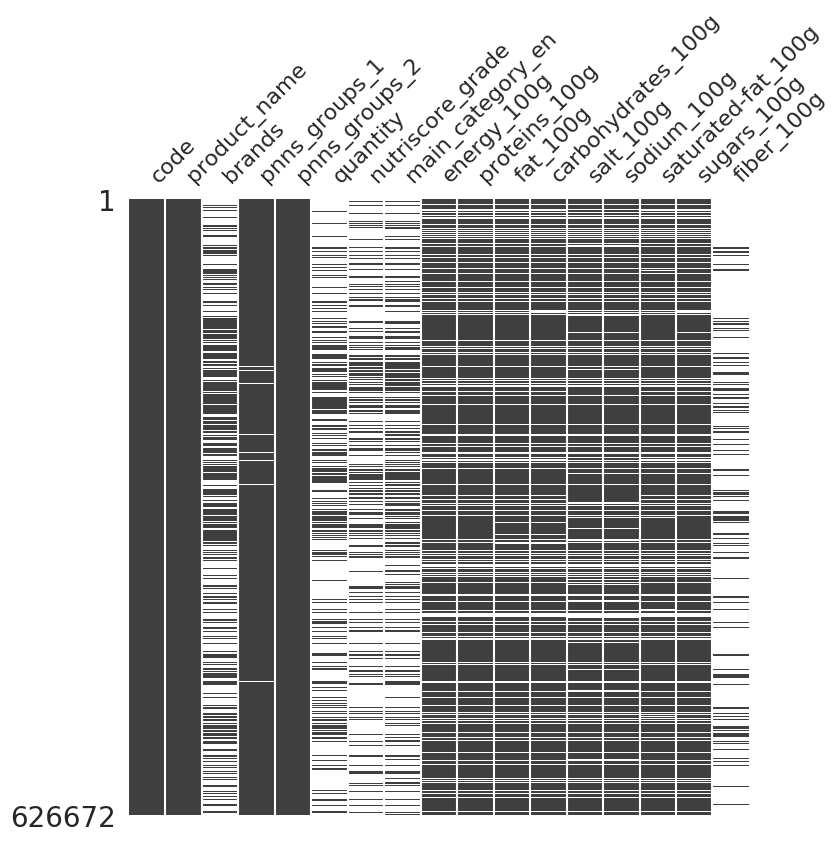 code
product_name
brands
pnns_groups_1
pnns_groups_2
quantity
nutriscore_grade
main_category_en
energy_100g
proteins_100g
fat_100g
carbohydrates_100g
salt_100g
sodium_100g
saturated-fat_100g
sugars_100g
fiber_100g
1
626672